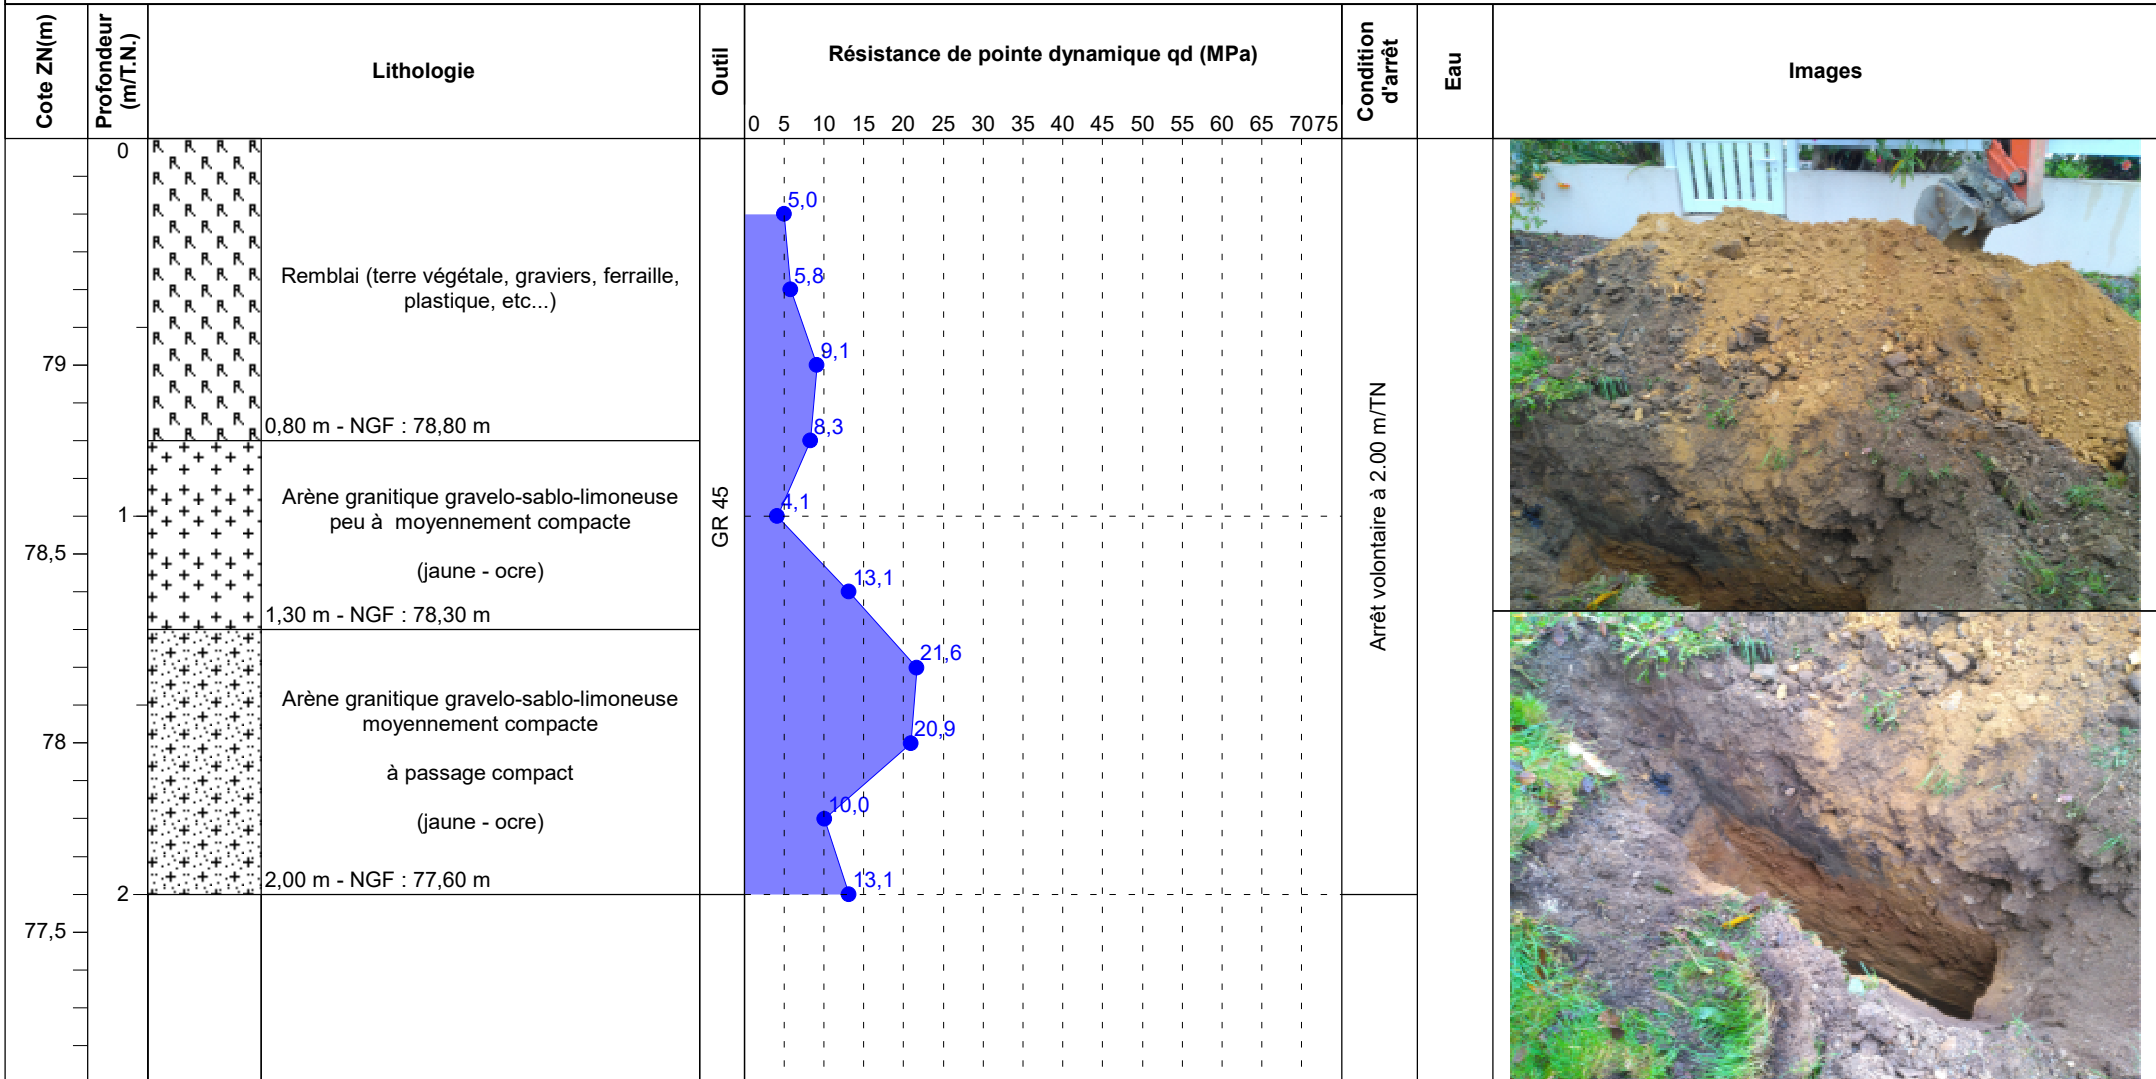 Cote ZN(m)
Profondeur
(m/T.N.)
Lithologie
Outil
Résistance de pointe dynamique qd (MPa)
0 5 10 15 20 25 30 35 40 45 50 55 60 65 70 75
Condition
d'arrêt
Eau
Images
79
78,5
78
77,5
0
1
2
Remblai (terre végétale, graviers, ferraille,
plastique, etc...)
0,80 m - NGF : 78,80 m
Arène granitique gravelo-sablo-limoneuse
peu à moyennement compacte
(jaune - ocre)
1,30 m - NGF : 78,30 m
Arène granitique gravelo-sablo-limoneuse
moyennement compacte
à passage compact
(jaune - ocre)
2,00 m - NGF : 77,60 m
GR 45
5,0
5,8
9,1
8,3
4,1
13,1
21,6
20,9
10,0
13,1
Arrêt volontaire à 2.00 m/TN